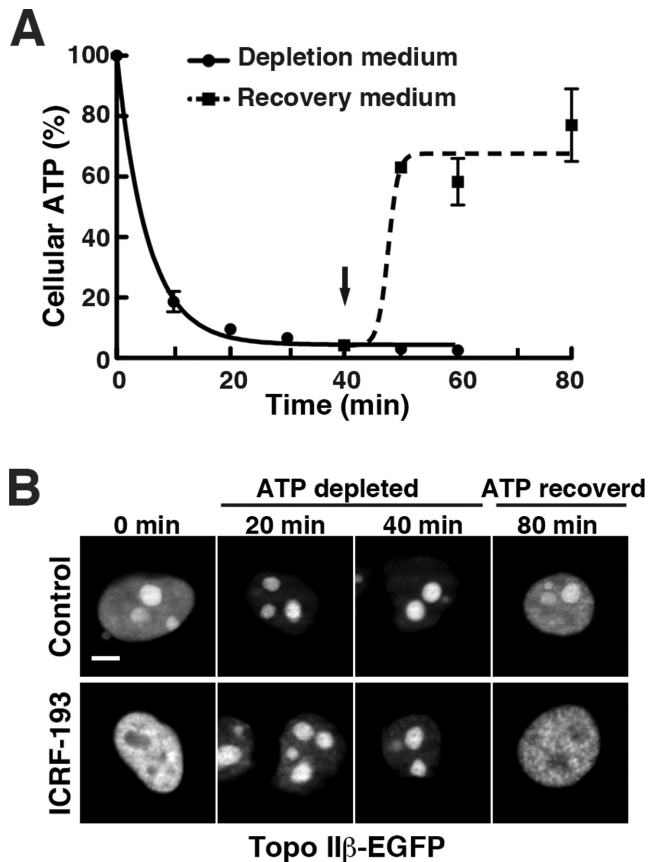 A
Depletion medium
Recovery medium
Cellular ATP (%)
100
80
60
40
20
0
0 20 40 60 80
Time (min)
B
ATP depleted ATP recoverd
0 min 20 min 40 min 80 min
Control
ICRF-193
Topo IIβ-EGFP